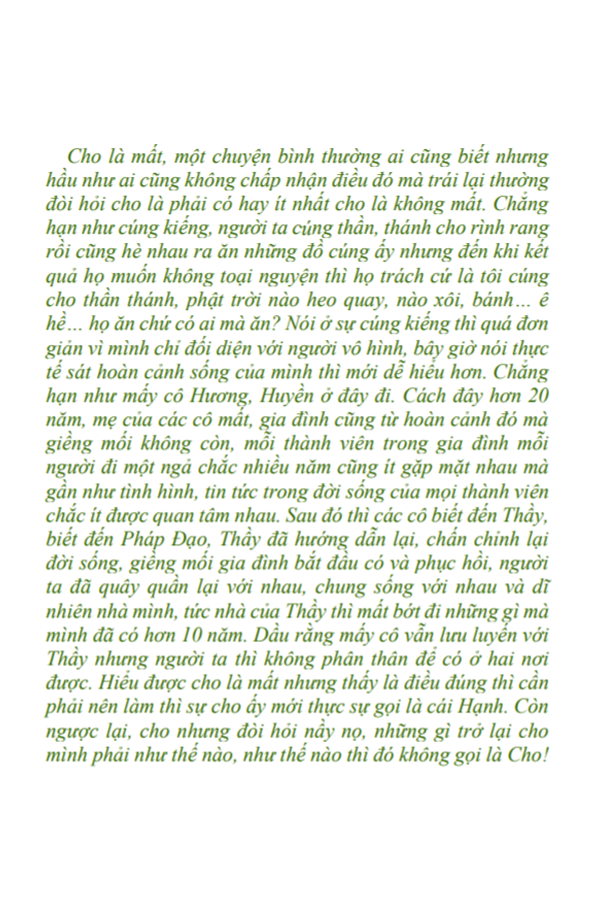 Cho là mất, một chuyện bình thường ai cũng biết nhưng
hầu như ai cũng không chấp nhận điều đó mà trái lại thường
đòi hỏi cho là phải có hay ít nhất cho là không mất. Chẳng
hạn như cúng kiếng, người ta cúng thần, thánh cho rình rang
rồi cũng hè nhau ra ăn những đồ cúng ấy nhưng đến khi kết
quả họ muốn không toại nguyện thì họ trách cứ là tôi cúng
cho thần thánh, phật trời nào heo quay, nào xôi, bánh… ê
hề… họ ăn chứ có ai mà ăn? Nói ở sự cúng kiếng thì quá đơn
giản vì mình chỉ đối diện với người vô hình, bây giờ nói thực
tế sát hoàn cảnh sống của mình thì mới dễ hiểu hơn. Chẳng
hạn như mấy cô Hương, Huyền ở đây đi. Cách đây hơn 20
năm, mẹ của các cô mất, gia đình cũng từ hoàn cảnh đó mà
giềng mối không còn, mỗi thành viên trong gia đình mỗi
người đi một ngả chắc nhiều năm cũng ít gặp mặt nhau mà
gần như tình hình, tin tức trong đời sống của mọi thành viên
chắc ít được quan tâm nhau. Sau đó thì các cô biết đến Thầy,
biết đến Pháp Đạo, Thầy đã hướng dẫn lại, chấn chỉnh lại
đời sống, giềng mối gia đình bắt đầu có và phục hồi, người
ta đã quây quần lại với nhau, chung sống với nhau và dĩ
nhiên nhà mình, tức nhà của Thầy thì mất bớt đi những gì mà
mình đã có hơn 10 năm. Dầu rằng mấy cô vẫn lưu luyến với
Thầy nhưng người ta thì không phân thân để có ở hai nơi
được. Hiểu được cho là mất nhưng thấy là điều đúng thì cần
phải nên làm thì sự cho ấy mới thực sự gọi là cái Hạnh. Còn
ngược lại, cho nhưng đòi hỏi nầy nọ, những gì trở lại cho
mình phải như thế nào, như thế nào thì đó không gọi là Cho!